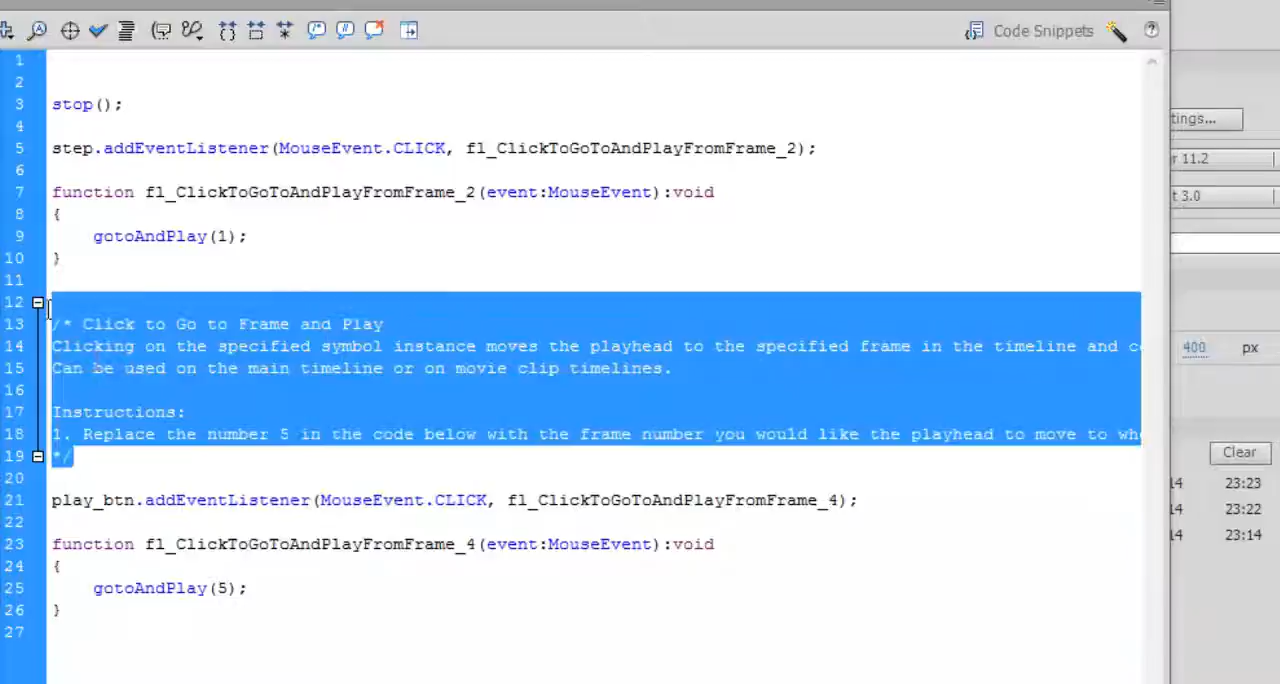 Code Snippets
1
2
3 stop();
4
5 step.addEventListener(MouseEvent.CLICK, fl_ClickToGoToAndPlayFromFrame_2);
6
7 function fl_ClickToGoToAndPlayFromFrame_2(event:MouseEvent):void
8 {
9 gotoAndPlay(1);
10 }
11
12
13 /* Click to Go to Frame and Play
14 Clicking on the specified symbol instance moves the playhead to the specified frame in the timeline and
15 Can be used on the main timeline or on movie clip timelines.
16
17 Instructions:
18 1. Replace the number 5 in the code below with the frame number you would like the playhead to move to
19 */
20
21 play_btn.addEventListener(MouseEvent.CLICK, fl_ClickToGoToAndPlayFromFrame_4);
22
23 function fl_ClickToGoToAndPlayFromFrame_4(event:MouseEvent):void
24 {
25 gotoAndPlay(5);
26 }
27
tings...
r 11.2
t 3.0
400 px
Clear
14 23:23
14 23:22
14 23:14